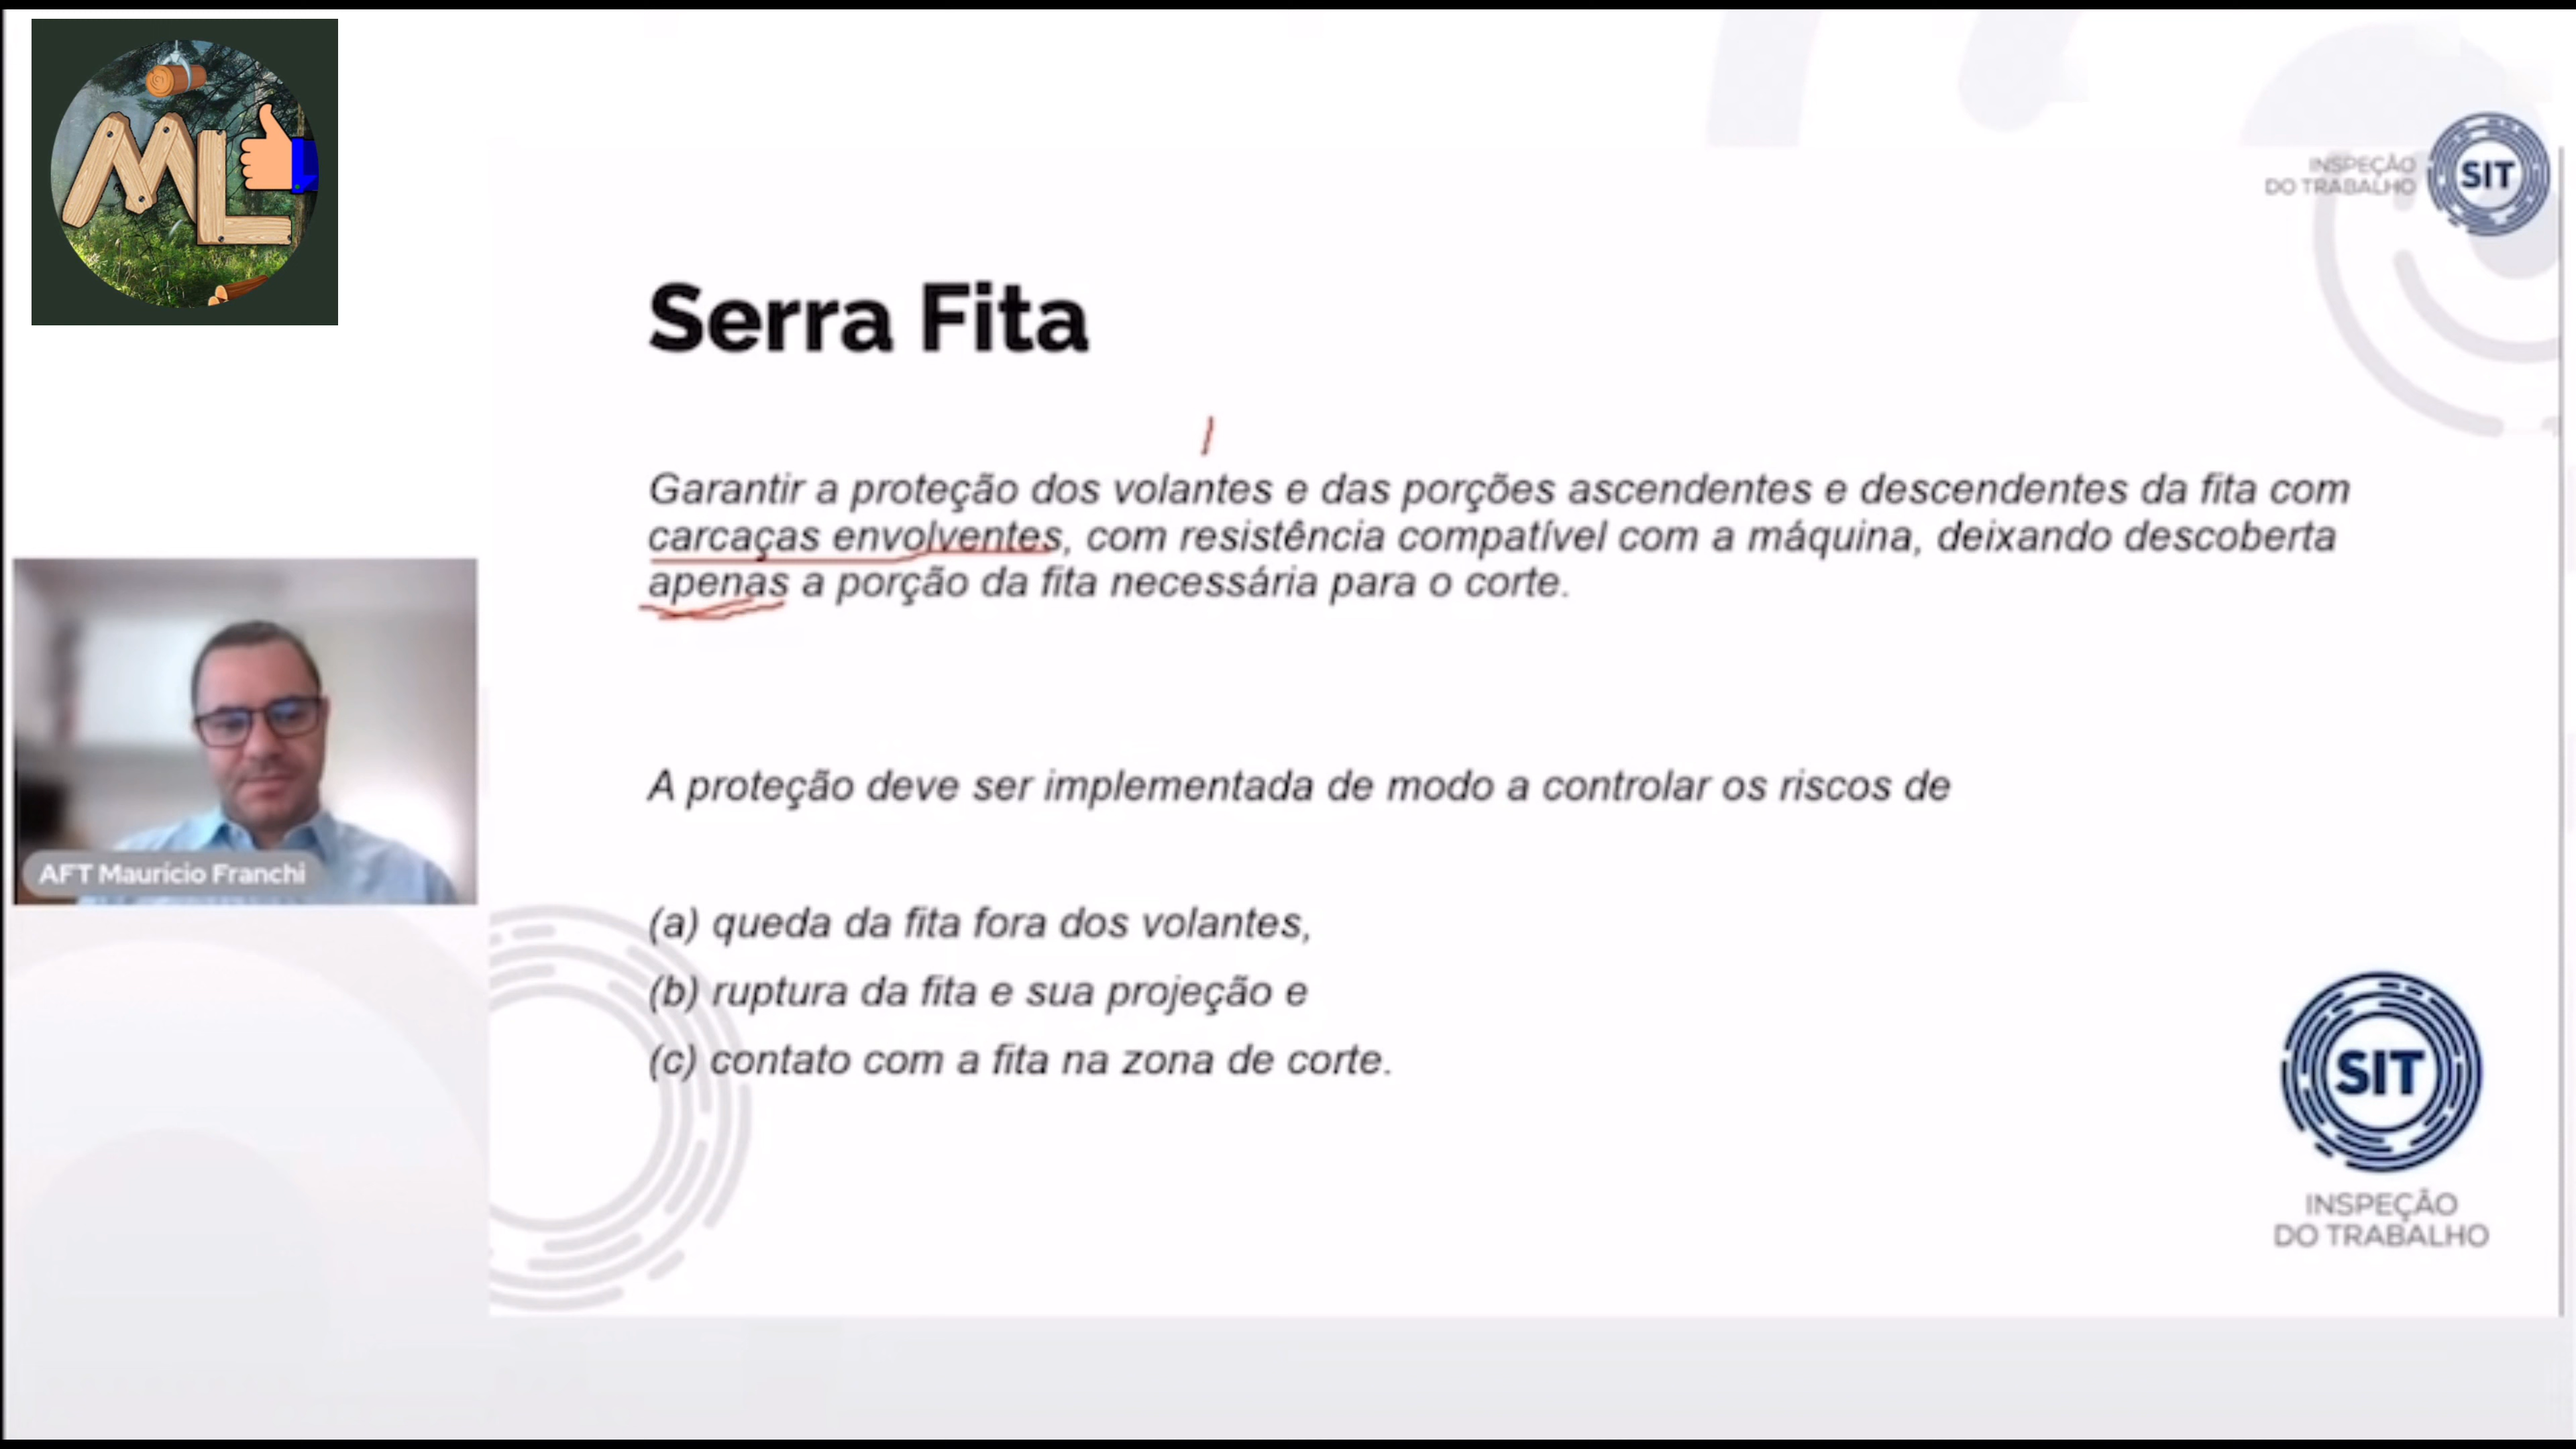 ML
INSPEÇÃO
DO TRABALHO
SIT
Serra Fita
Garantir a proteção dos volantes e das porções ascendentes e descendentes da fita com
carcaças envolventes, com resistência compatível com a máquina, deixando descoberta
apenas a porção da fita necessária para o corte.
A proteção deve ser implementada de modo a controlar os riscos de
(a) queda da fita fora dos volantes,
(b) ruptura da fita e sua projeção e
(c) contato com a fita na zona de corte.
AFT Maurício Franchi
SIT
INSPEÇÃO
DO TRABALHO